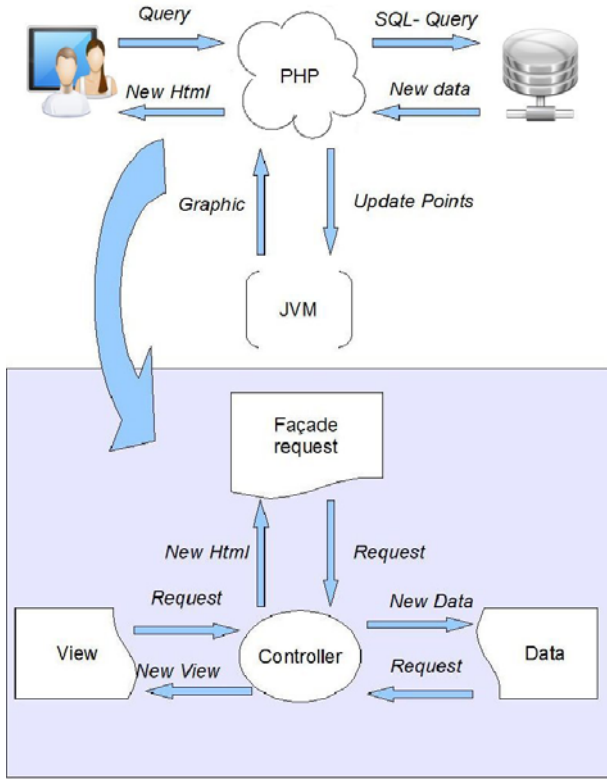 Query
SQL- Query
PHP
New Html
New data
Graphic
Update Points
JVM
Façade
request
New Html
Request
Request
New Data
View
Controller
Data
New View
Request